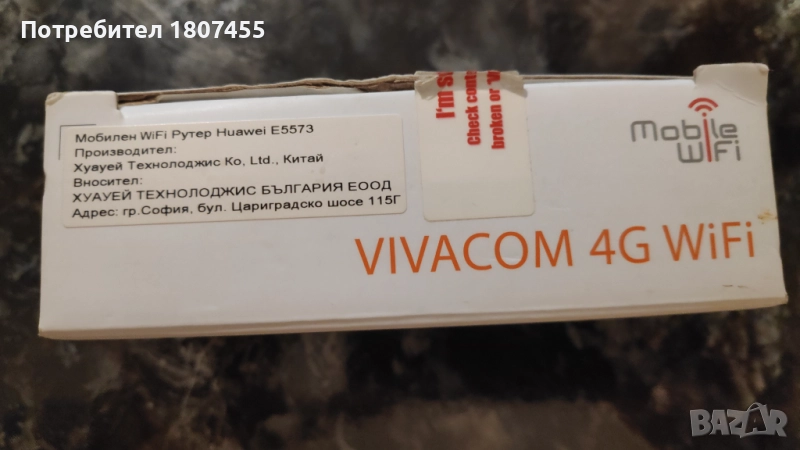 Потребител 1807455
Мобилен WiFi Рутер Huawei E5573
Производител:
Хуауей Технолоджис Ко, Ltd., Китай
Вносител:
ХУАУЕЙ ТЕХНОЛОДЖИС БЪЛГАРИЯ ЕООД
Адрес: гр.София, бул. Цариградско шосе 115Г
I'm
Check
broken or
Mobile
WiFi
VIVACOM 4G WiFi
BAZAR